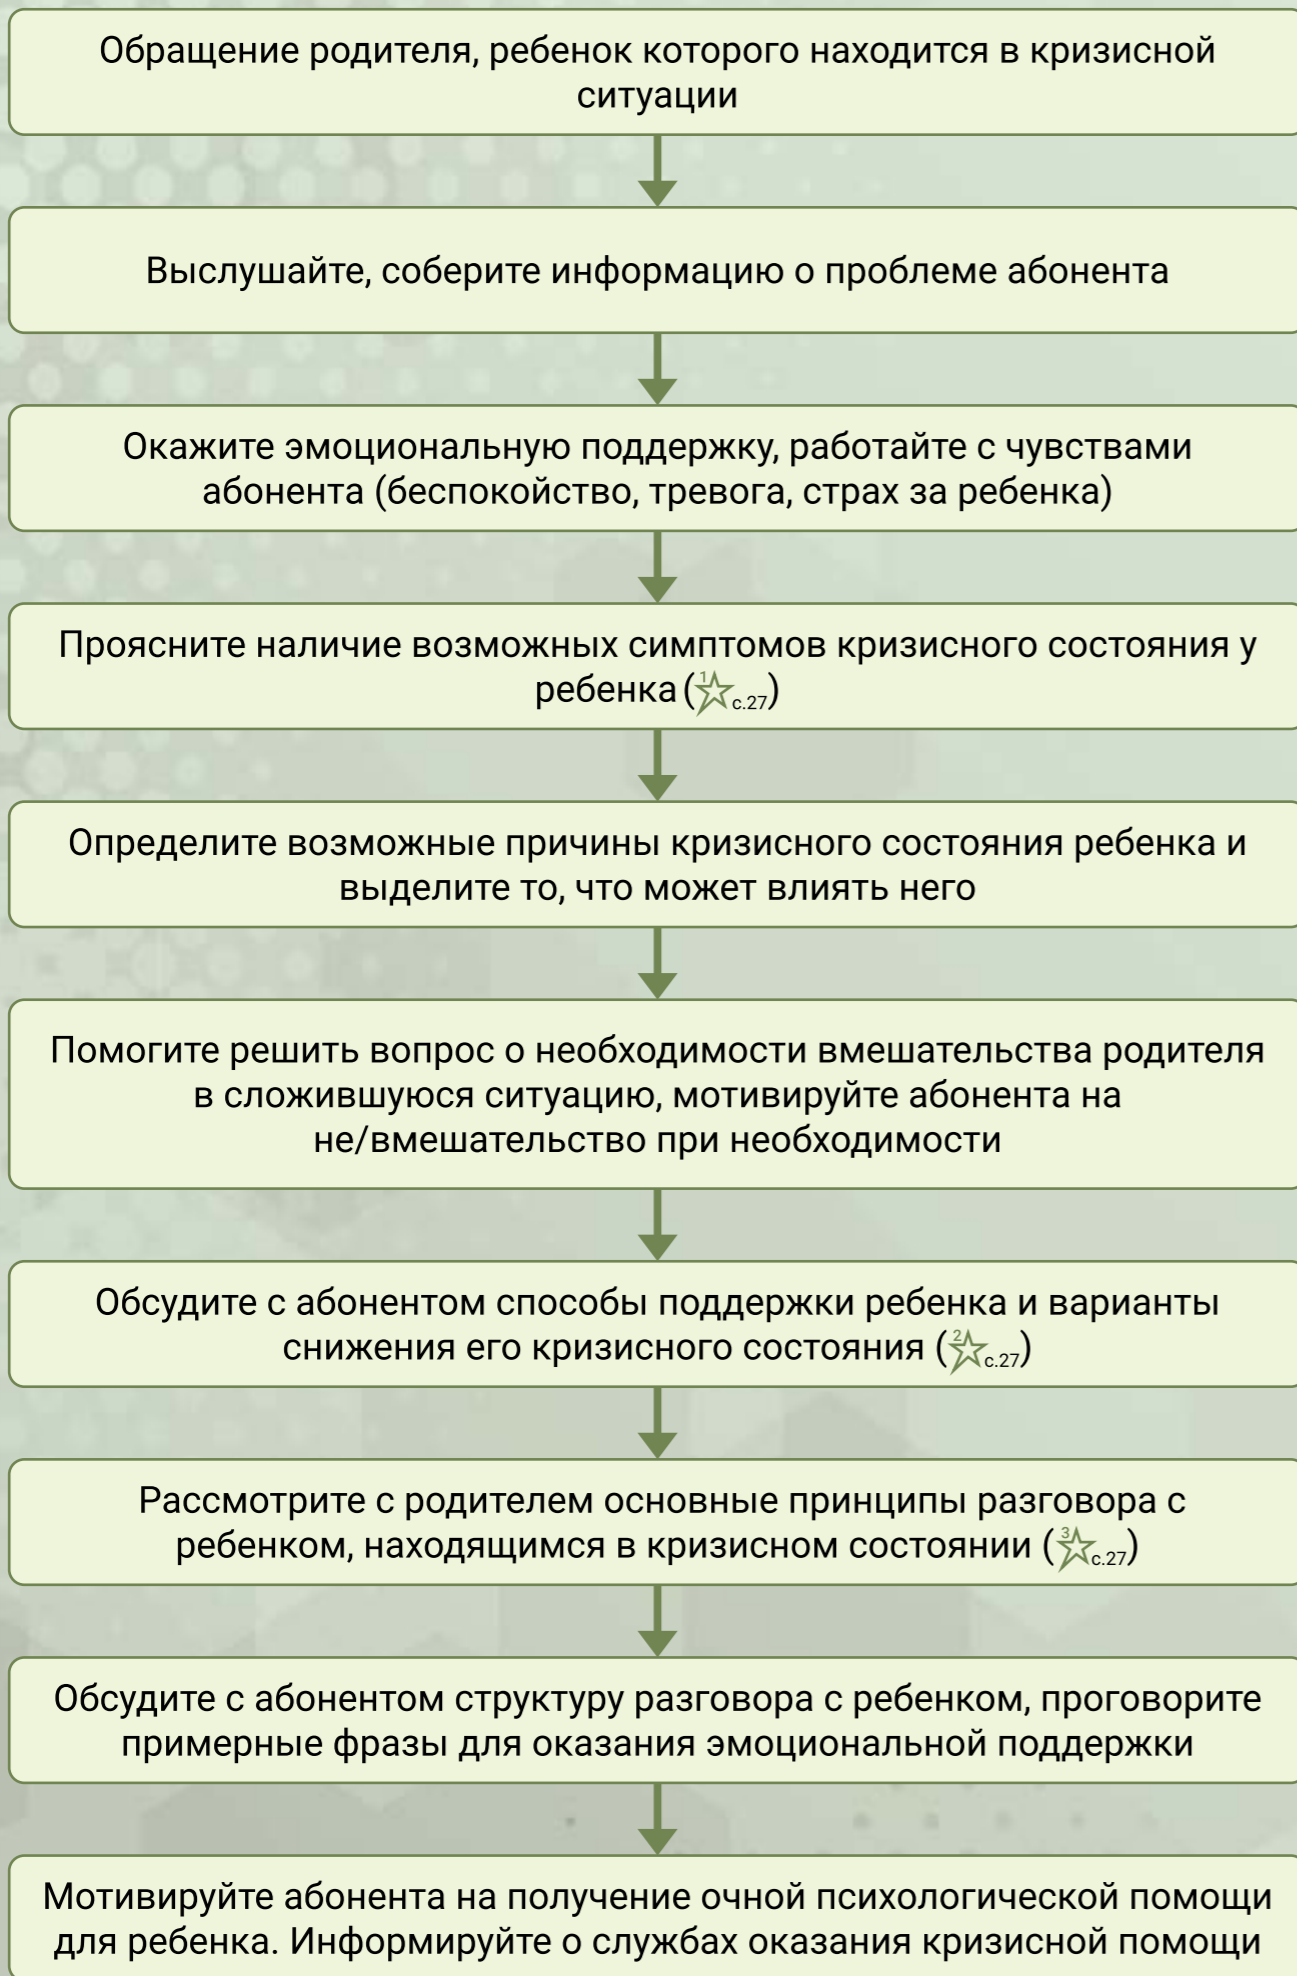 Обращение родителя, ребенок которого находится в кризисной
ситуации
Выслушайте, соберите информацию о проблеме абонента
Окажите эмоциональную поддержку, работайте с чувствами
абонента (беспокойство, тревога, страх за ребенка)
Проясните наличие возможных симптомов кризисного состояния у
ребенка (1 с.27)
Определите возможные причины кризисного состояния ребенка и
выделите то, что может влиять него
Помогите решить вопрос о необходимости вмешательства родителя
в сложившуюся ситуацию, мотивируйте абонента на
не/вмешательство при необходимости
Обсудите с абонентом способы поддержки ребенка и варианты
снижения его кризисного состояния (2 с.27)
Рассмотрите с родителем основные принципы разговора с
ребенком, находящимся в кризисном состоянии (3 с.27)
Обсудите с абонентом структуру разговора с ребенком, проговорите
примерные фразы для оказания эмоциональной поддержки
Мотивируйте абонента на получение очной психологической помощи
для ребенка. Информируйте о службах оказания кризисной помощи